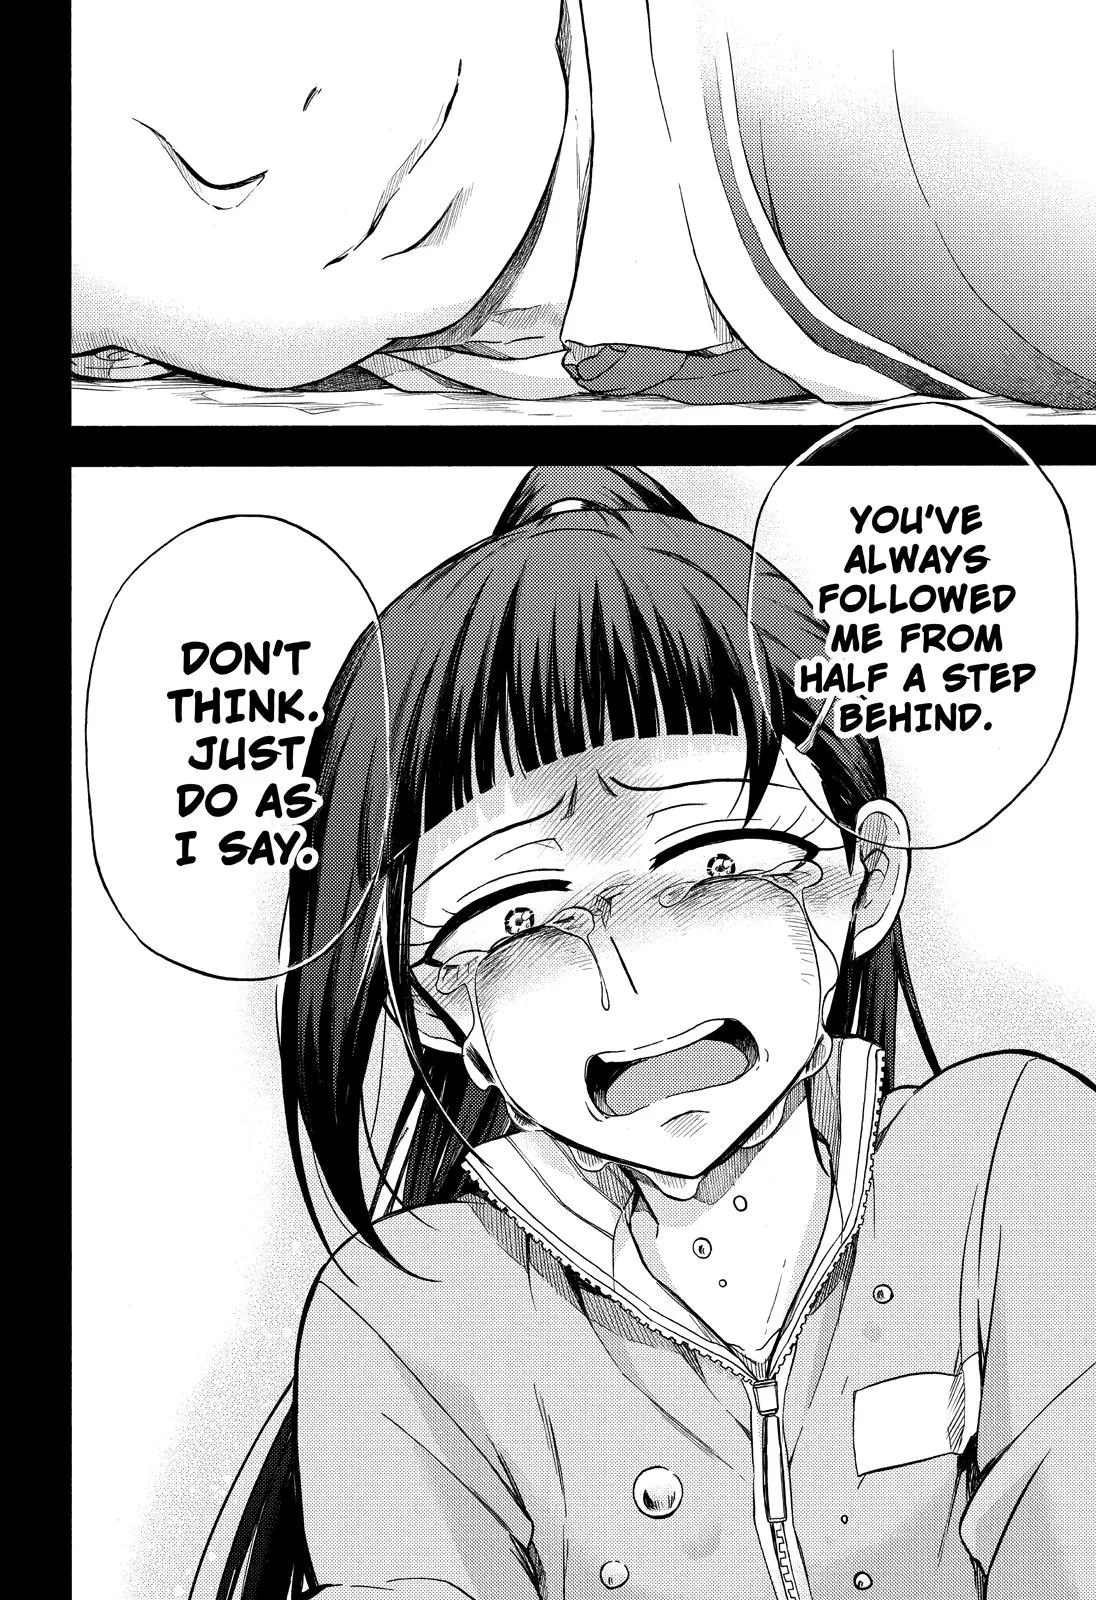 YOU'VE
ALWAYS
FOLLOWED
ME FROM
HALF A STEP
BEHIND.
DON'T
THINK.
JUST
DO AS
I SAY.